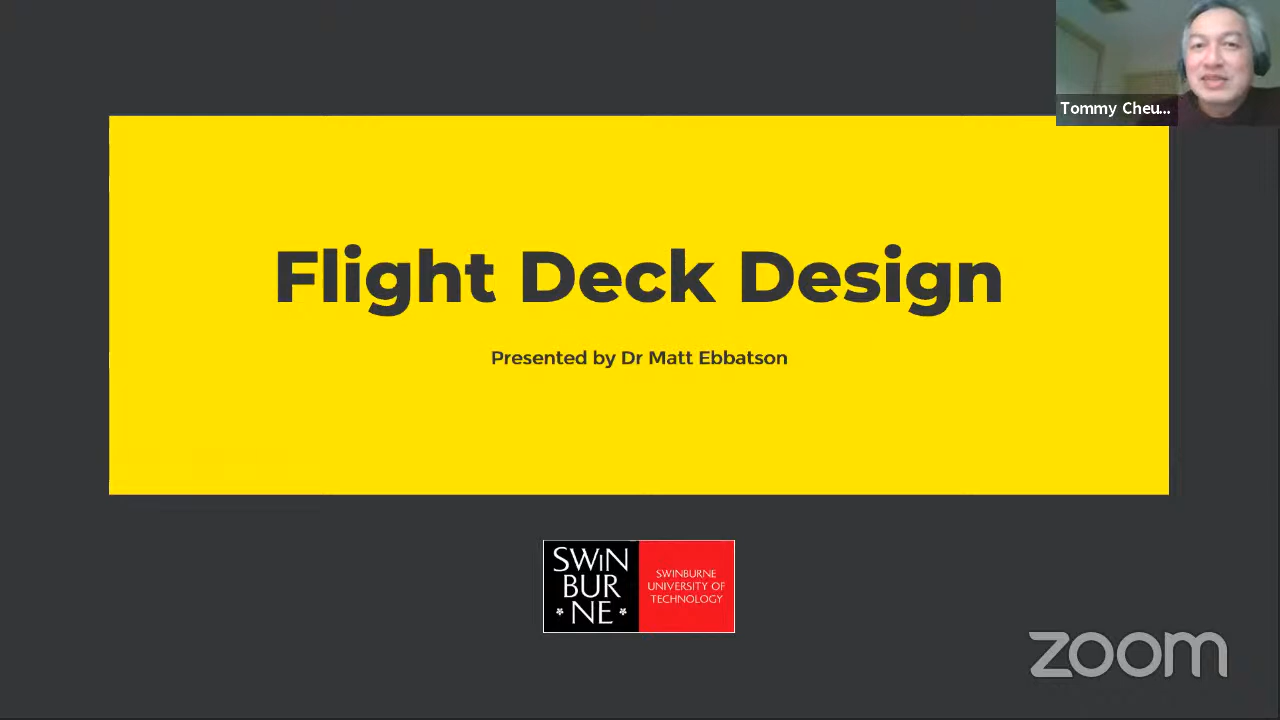 Tommy Cheu...
Flight Deck Design
Presented by Dr Matt Ebbatson
SWIN
BUR
NE
SWINBURNE
UNIVERSITY OF
TECHNOLOGY
zoom